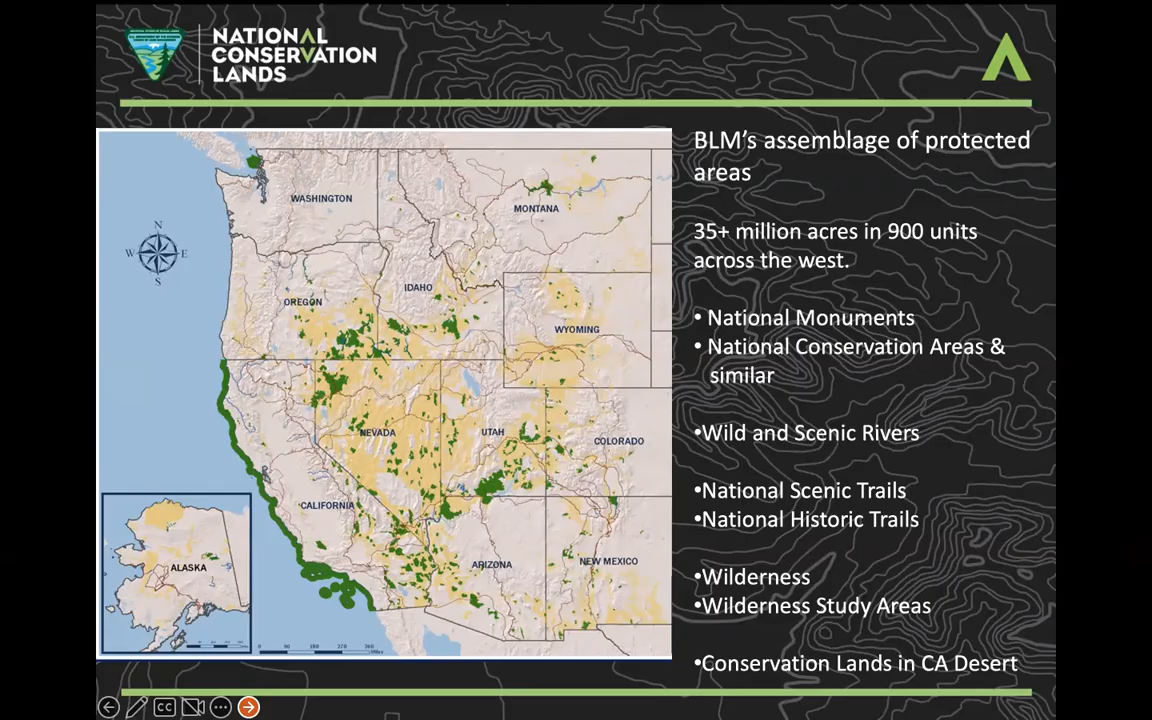 NATIONAL
CONSERVATION
LANDS
BLM's assemblage of protected
areas
35+ million acres in 900 units
across the west.
• National Monuments
• National Conservation Areas &
similar
•Wild and Scenic Rivers
•National Scenic Trails
•National Historic Trails
•Wilderness
•Wilderness Study Areas
•Conservation Lands in CA Desert
WASHINGTON
MONTANA
N
W E
S
IDAHO
OREGON
WYOMING
NEVADA
UTAH
COLORADO
CALIFORNIA
ARIZONA
NEW MEXICO
ALASKA
CC